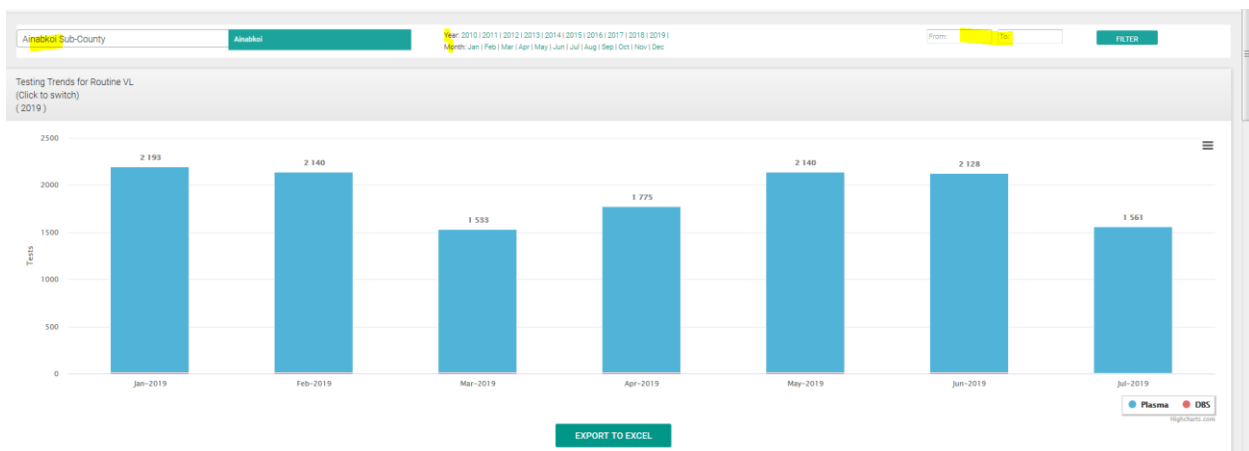 Ainabkoi Sub-County
Ainabkoi
Year: 2010 | 2011 | 2012 | 2013 | 2014 | 2015 | 2016 | 2017 | 2018 | 2019 |
Month: Jan | Feb | Mar | Apr | May | Jun | Jul | Aug | Sep | Oct | Nov | Dec
From:
To:
FILTER
Testing Trends for Routine VL
(Click to switch)
( 2019 )
2500
2000
1500
1000
500
0
Tests
2 193
2 140
1 533
1 775
2 140
2 128
1 561
Jan-2019
Feb-2019
Mar-2019
Apr-2019
May-2019
Jun-2019
Jul-2019
Plasma
DBS
Highcharts.com
EXPORT TO EXCEL